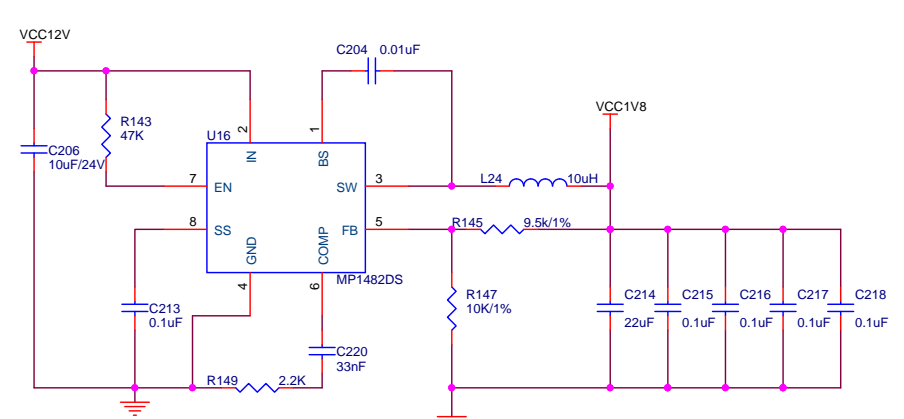 VCC12V
C204 0.01uF
VCC1V8
R143
47K
U16
2
1
IN
BS
C206
10uF/24V
7
EN
SW
3
L24
10uH
8
SS
FB
5
R145
9.5k/1%
GND
COMP
4
6
MP1482DS
C213
0.1uF
R147
10K/1%
C214
22uF
C215
0.1uF
C216
0.1uF
C217
0.1uF
C218
0.1uF
C220
33nF
R149
2.2K